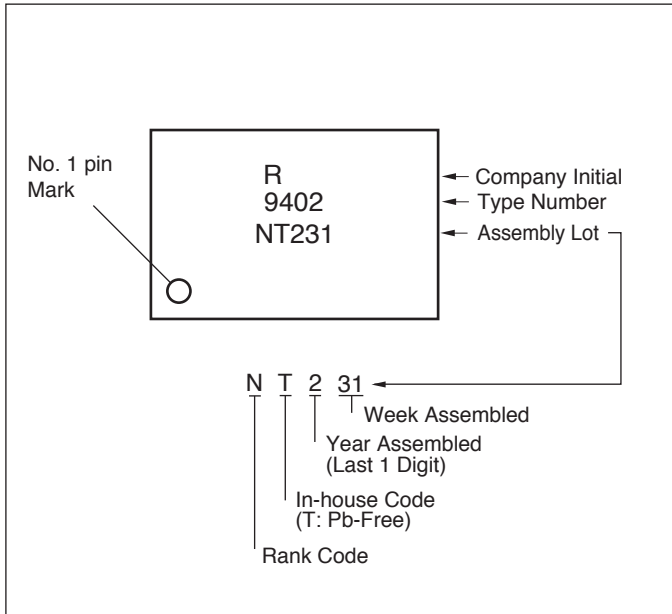 No. 1 pin
Mark
R
9402
NT231
Company Initial
Type Number
Assembly Lot
N T 2 31
Week Assembled
Year Assembled
(Last 1 Digit)
In-house Code
(T: Pb-Free)
Rank Code